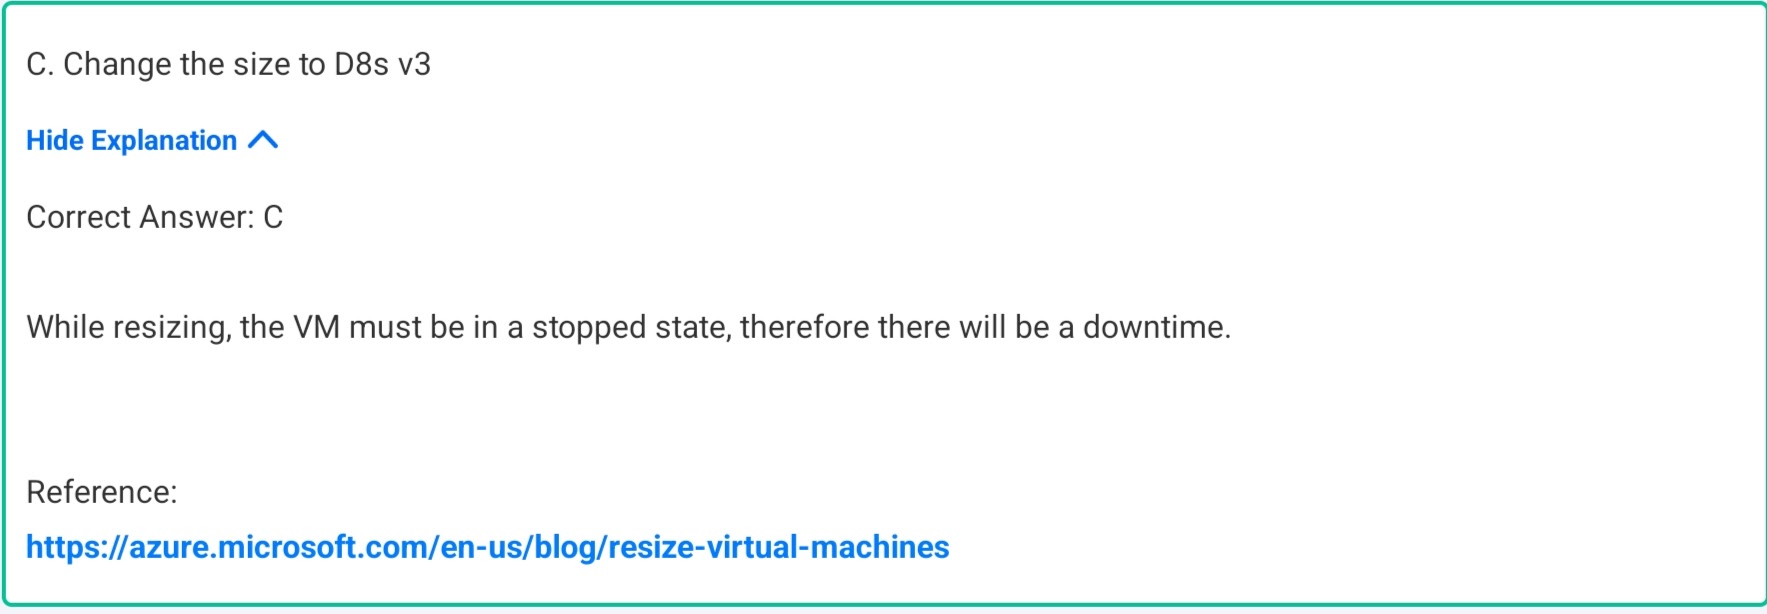 C. Change the size to D8s v3
Hide Explanation
Correct Answer: C
While resizing, the VM must be in a stopped state, therefore there will be a downtime.
Reference:
https://azure.microsoft.com/en-us/blog/resize-virtual-machines